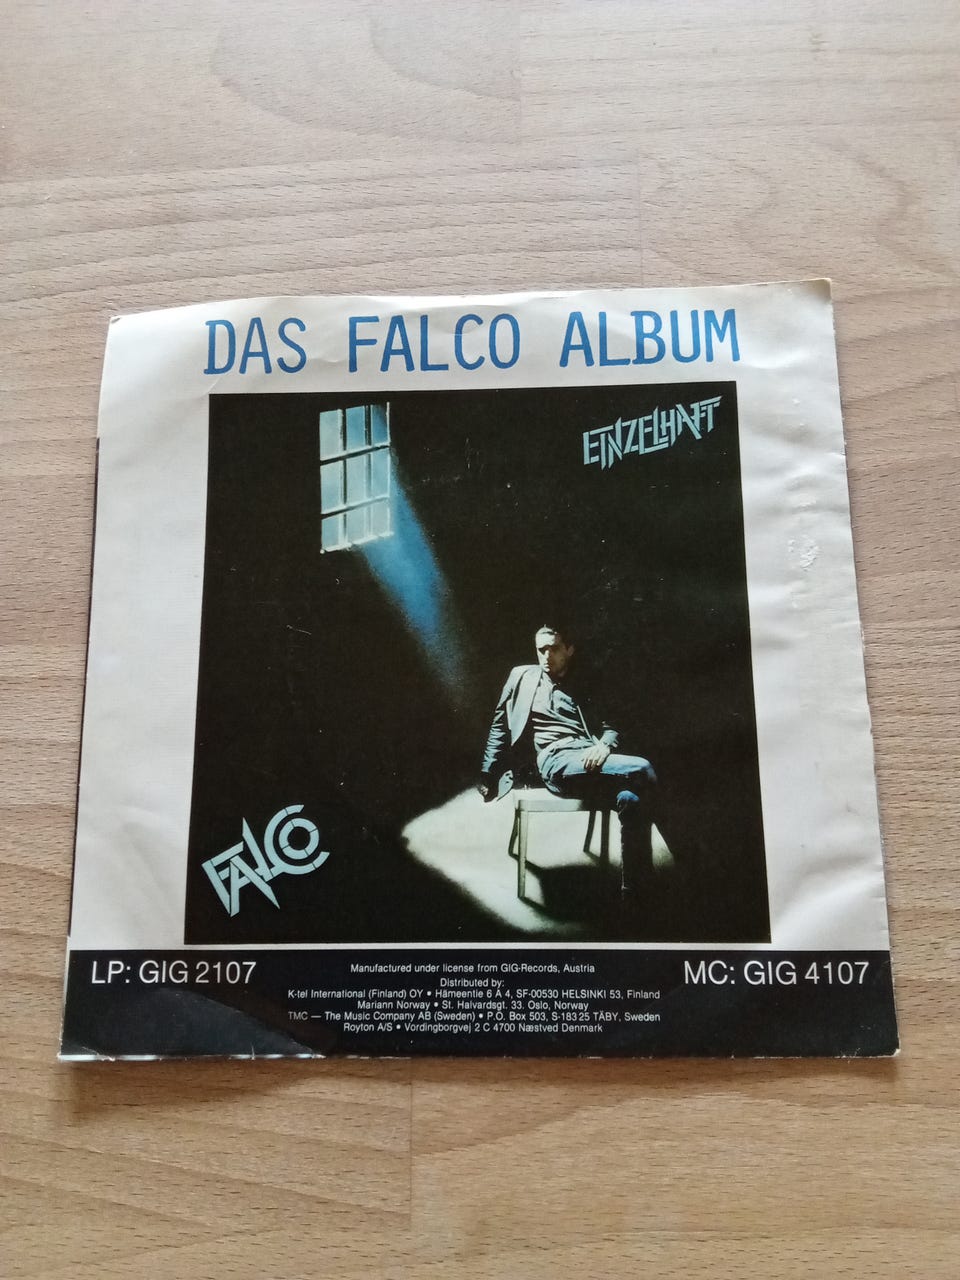 DAS FALCO ALBUM
EINZELHAFT
FALCO
LP: GIG 2107
Manufactured under license from GIG-Records, Austria
Distributed by:
K-tel International (Finland) OY • Hämeentie 6 A 4, SF-00530 HELSINKI 53, Finland
Mariann Norway • St. Halvardsgt. 33. Oslo, Norway
TMC — The Music Company AB (Sweden) • P.O. Box 503, S-183 25 TÄBY, Sweden
Royton A/S • Vordingborgvej 2 C 4700 Næstved Denmark
MC: GIG 4107